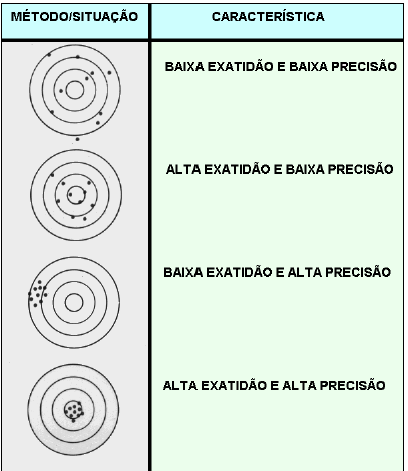 MÉTODO/SITUAÇÃO CARACTERÍSTICA
BAIXA EXATIDÃO E BAIXA PRECISÃO
ALTA EXATIDÃO E BAIXA PRECISÃO
BAIXA EXATIDÃO E ALTA PRECISÃO
ALTA EXATIDÃO E ALTA PRECISÃO